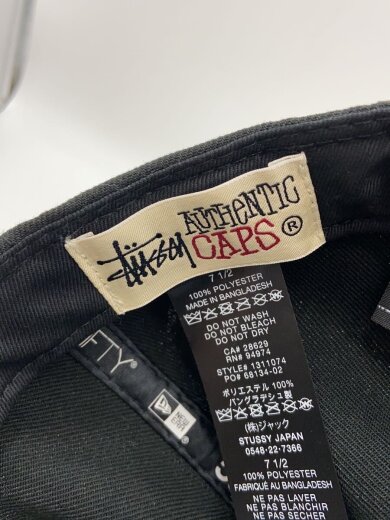 STÜSSY
AUTHENTIC
CAPS ®
7 1/2
100% POLYESTER
MADE IN BANGLADESH
DO NOT WASH
DO NOT BLEACH
DO NOT DRY
CA# 28629
RN# 94974
STYLE# 1311074
PO# 66134-02
ポリエステル 100%
バングラデシュ製
(株)ジャック
STUSSY JAPAN
0548-22-7366
7 1/2
100% POLYESTER
FABRIQUÉ AU BANGLADESH
NE PAS LAVER
NE PAS BLANCHIR
NE PAS SÉCHER
FTY®
NEW ERA